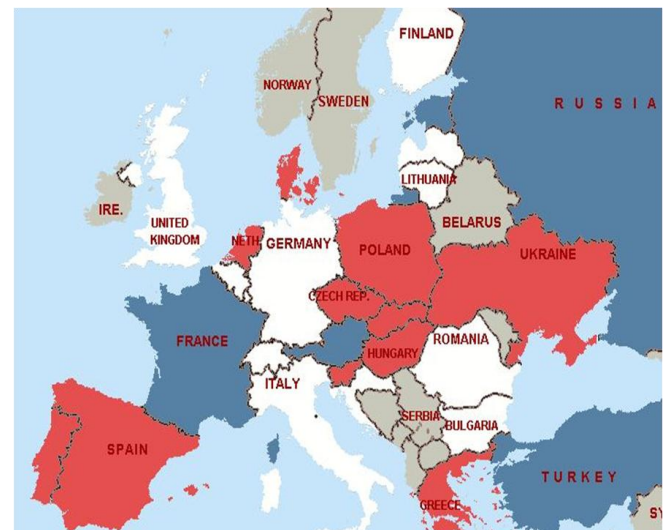 FINLAND
NORWAY
SWEDEN
R U S S I A
LITHUANIA
IRE.
UNITED
KINGDOM
NETH.
GERMANY
POLAND
BELARUS
UKRAINE
CZECH REP.
FRANCE
HUNGARY
ROMANIA
ITALY
SERBIA
BULGARIA
SPAIN
T U R K E Y
GREECE
SY